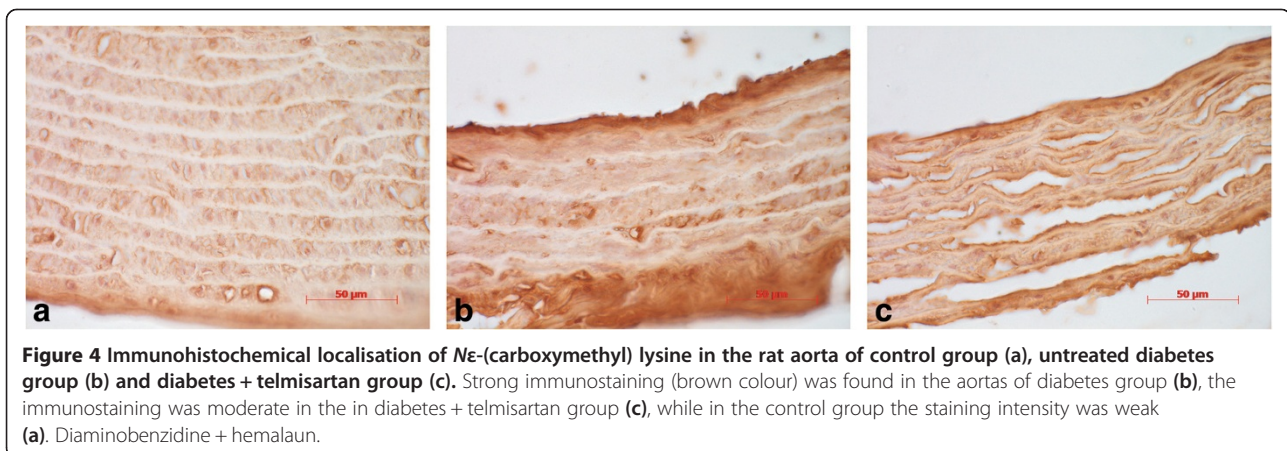 50 µm
a
50 µm
b
50 µm
c
Figure 4 Immunohistochemical localisation of Nε-(carboxymethyl) lysine in the rat aorta of control group (a), untreated diabetes
group (b) and diabetes + telmisartan group (c). Strong immunostaining (brown colour) was found in the aortas of diabetes group (b), the
immunostaining was moderate in the in diabetes + telmisartan group (c), while in the control group the staining intensity was weak
(a). Diaminobenzidine + hemalaun.